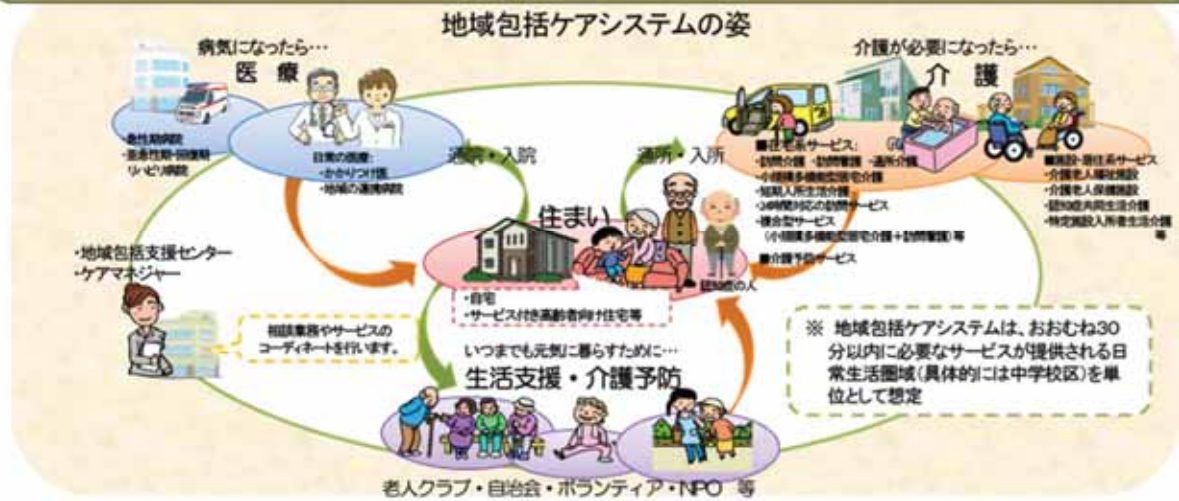 地域包括ケアシステムの姿
病気になったら…
医療
・急性期病院
・亜急性期・回復期
リハビリ病院
日常の医療:
・かかりつけ医
・地域の連携病院
通院・入院
通所・入所
介護が必要になったら…
介護
■在宅系サービス:
・訪問介護・訪問看護・通所介護
・小規模多機能型居宅介護
・短期入所生活介護
・24時間対応の訪問サービス
・複合型サービス
(小規模多機能型居宅介護+訪問看護)等
■介護予防サービス
■施設・居住系サービス
・介護老人福祉施設
・介護老人保健施設
・認知症共同生活介護
・特定施設入所者生活介護
等
住まい
認知症の人
・自宅
・サービス付き高齢者向け住宅等
・地域包括支援センター
・ケアマネジャー
相談業務やサービスの
コーディネートを行います。
いつまでも元気に暮らすために…
生活支援・介護予防
老人クラブ・自治会・ボランティア・NPO 等
※ 地域包括ケアシステムは、おおむね30
分以内に必要なサービスが提供される日
常生活圏域(具体的には中学校区)を単
位として想定